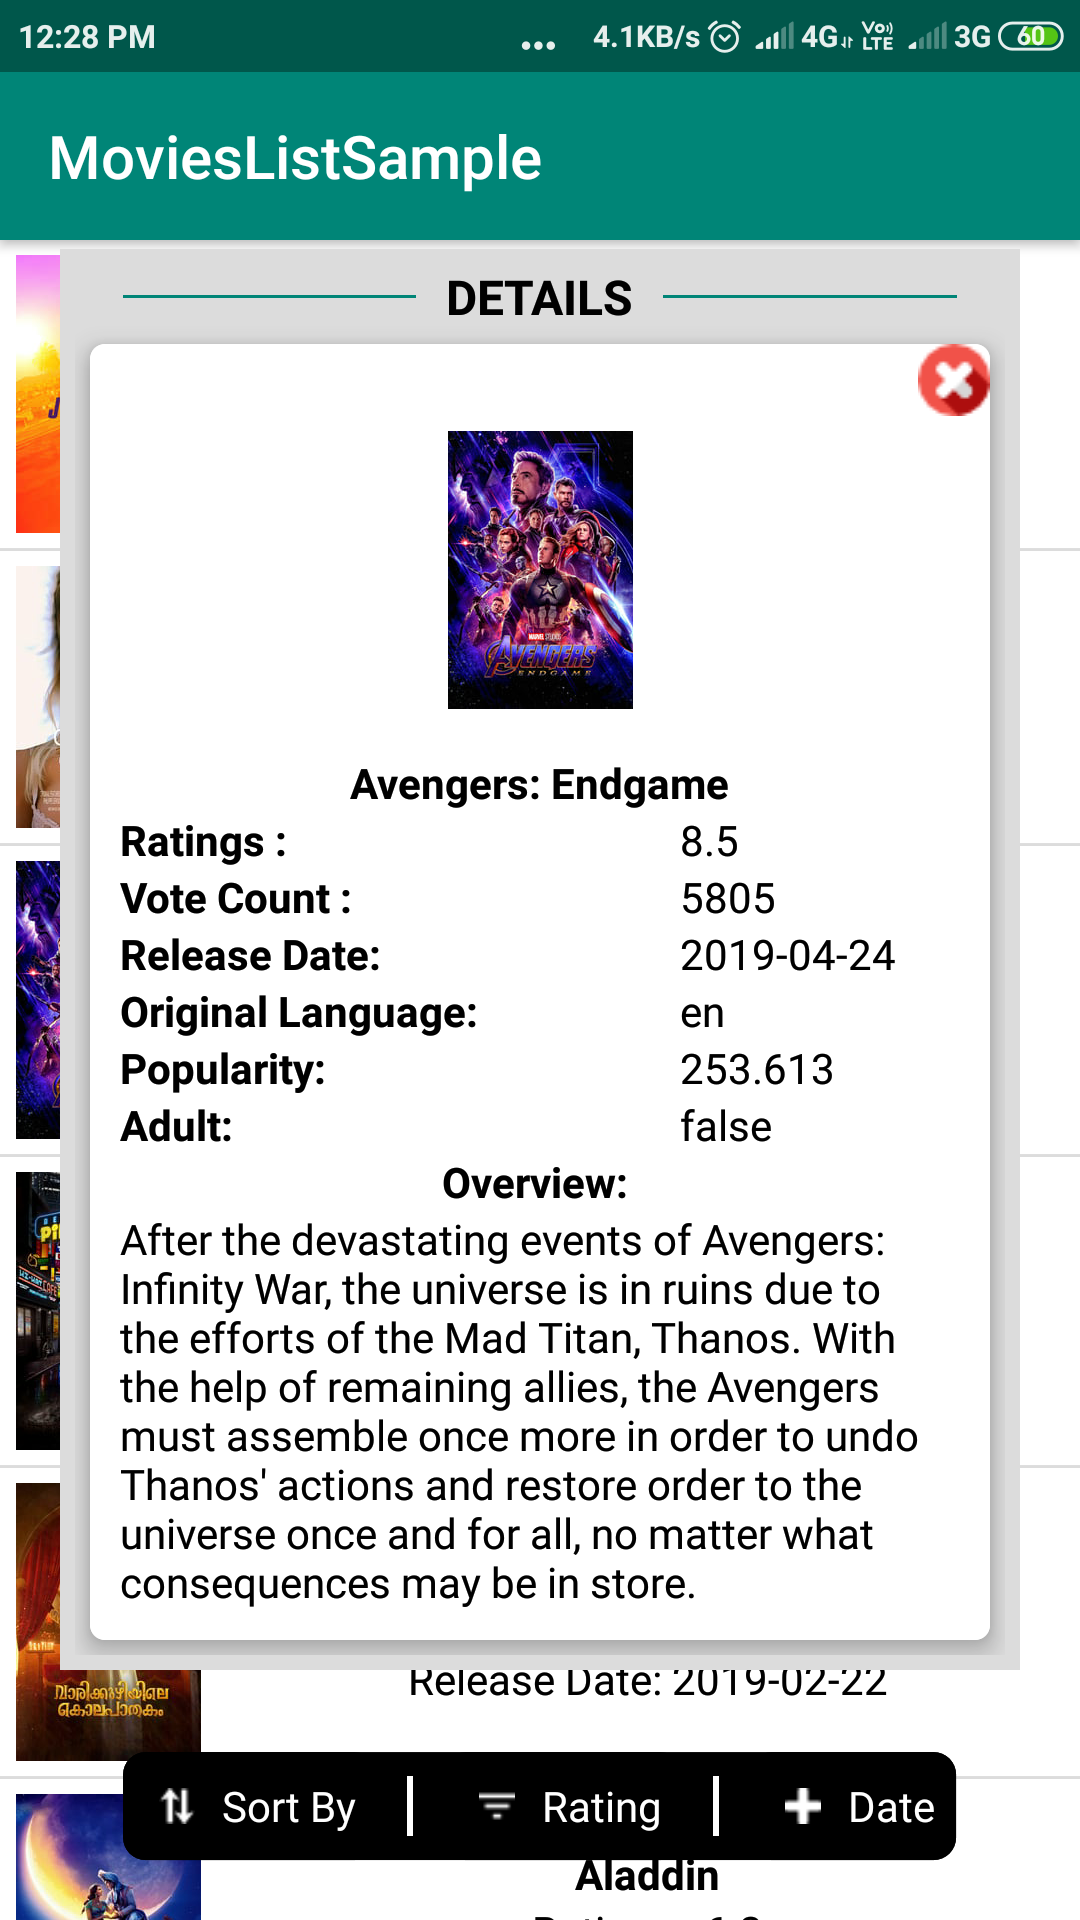 12:28 PM ... 4.1KB/s 4G VoLTE 3G 60
MoviesListSample
DETAILS
MARVEL STUDIOS
AVENGERS
ENDGAME
Avengers: Endgame
Ratings : 8.5
Vote Count : 5805
Release Date: 2019-04-24
Original Language: en
Popularity: 253.613
Adult: false
Overview:
After the devastating events of Avengers:
Infinity War, the universe is in ruins due to
the efforts of the Mad Titan, Thanos. With
the help of remaining allies, the Avengers
must assemble once more in order to undo
Thanos' actions and restore order to the
universe once and for all, no matter what
consequences may be in store.
Release Date: 2019-02-22
വാരിക്കുഴിയിലെ
കൊലപാതകം
Sort By Rating Date
Aladdin